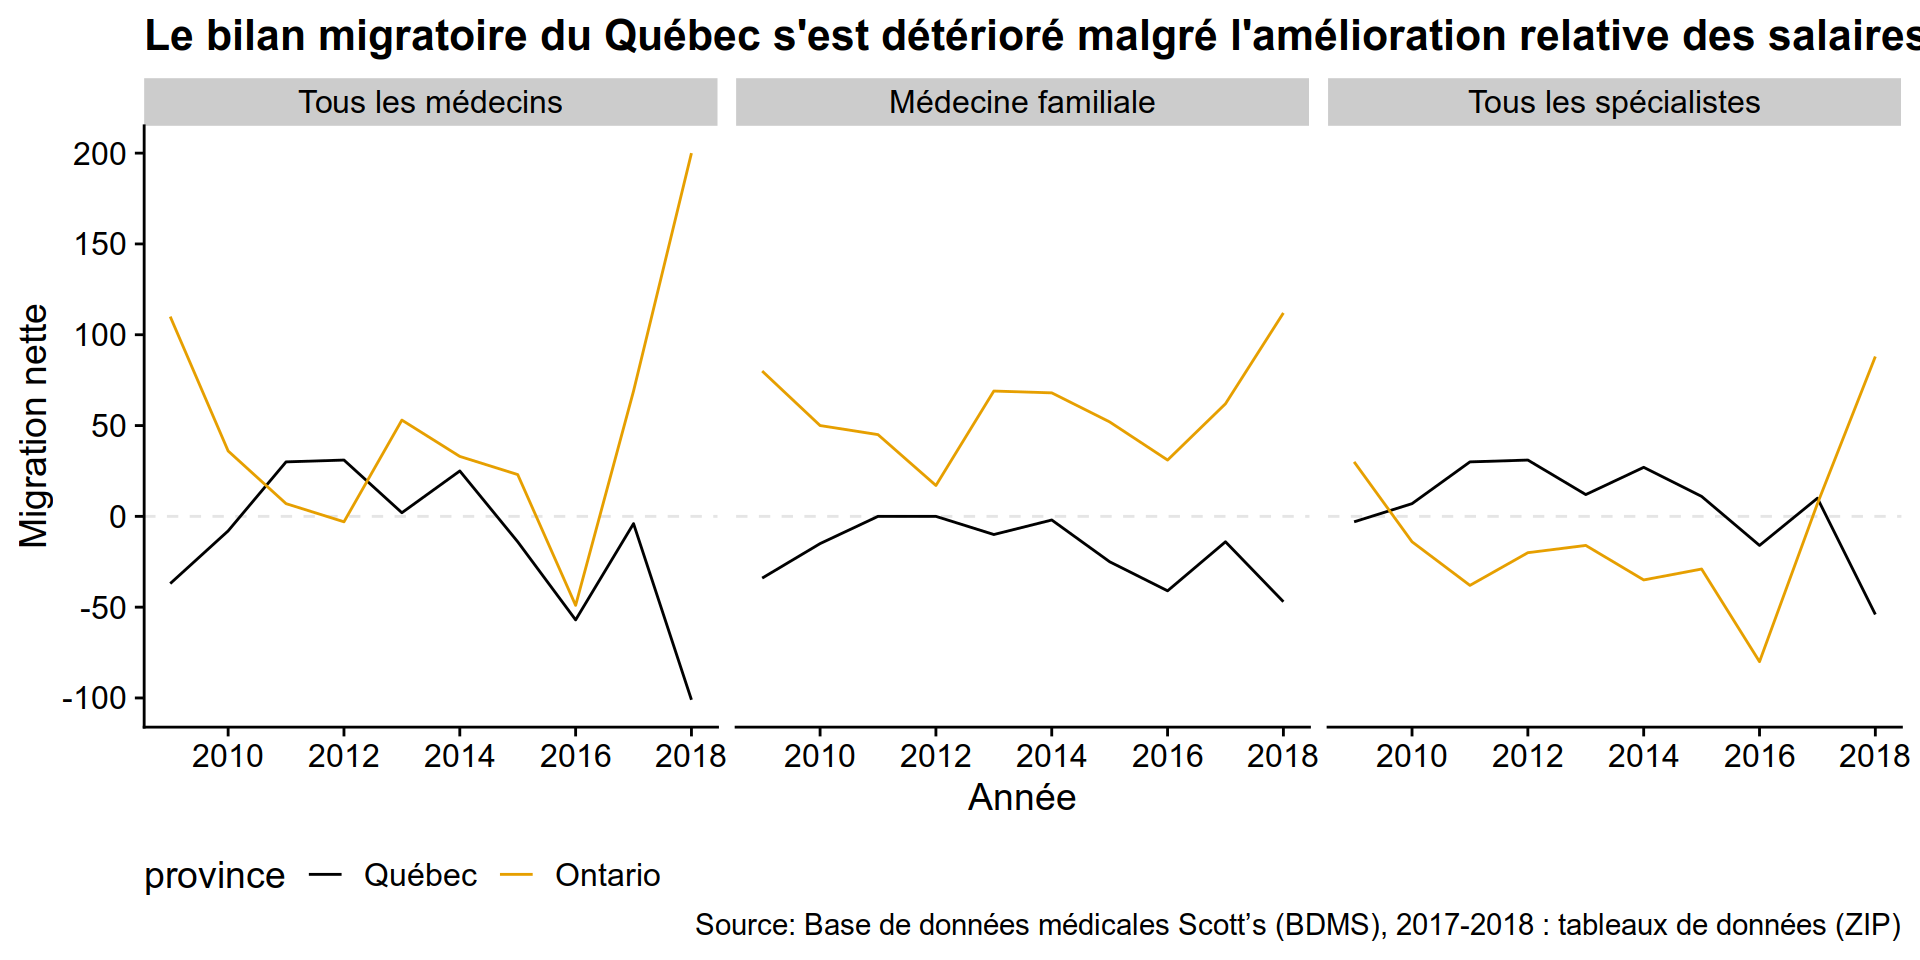 Le bilan migratoire du Québec s'est détérioré malgré l'amélioration relative des salaires
Tous les médecins Médecine familiale Tous les spécialistes
200
150
100
50
0
-50
-100
Migration nette
2010 2012 2014 2016 2018 2010 2012 2014 2016 2018 2010 2012 2014 2016 2018
Année
province Québec Ontario
Source: Base de données médicales Scott’s (BDMS), 2017-2018 : tableaux de données (ZIP)